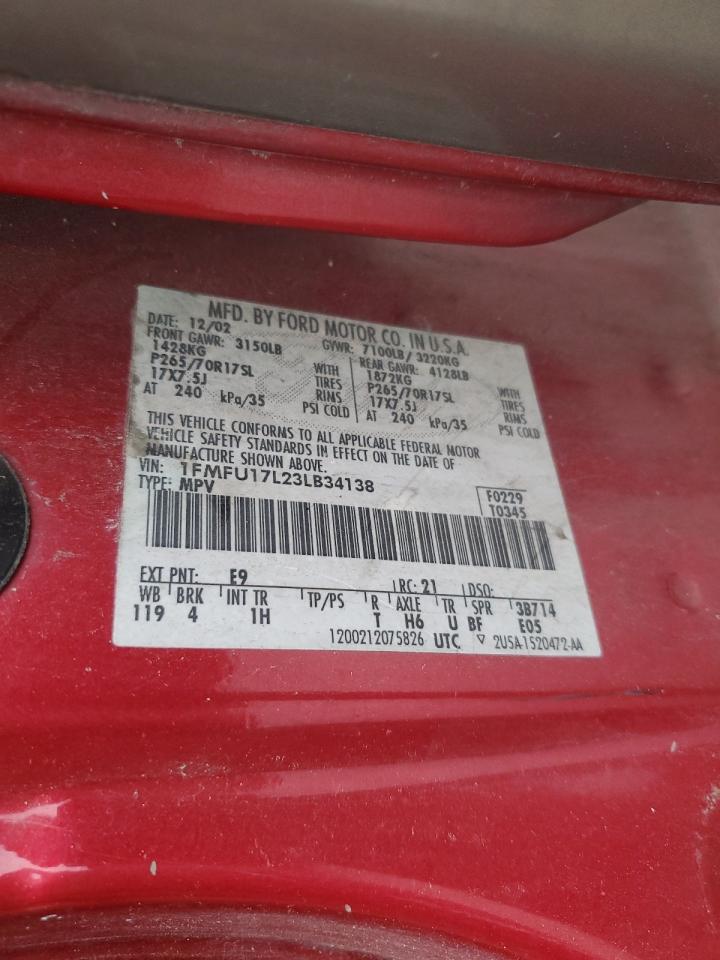 MFD. BY FORD MOTOR CO. IN U.S.A.
DATE: 12/02 GVWR: 7100LB / 3220KG
FRONT GAWR: 3150LB REAR GAWR: 4128LB
1428KG WITH 1872KG WITH
P265/70R17SL TIRES P265/70R17SL TIRES
17X7.5J RIMS 17X7.5J RIMS
AT 240 kPa/35 PSI COLD AT 240 kPa/35 PSI COLD
THIS VEHICLE CONFORMS TO ALL APPLICABLE FEDERAL MOTOR
VEHICLE SAFETY STANDARDS IN EFFECT ON THE DATE OF
MANUFACTURE SHOWN ABOVE.
VIN: 1FMFU17L23LB34138 F0229
TYPE: MPV T0345
EXT PNT: E9 RC: 21 DSO:
WB BRK INT TR TP/PS R AXLE TR SPR 3B714
119 4 1H T H6 U BF E05
1200212075826 UTC ▽ 2U5A-1520472-AA